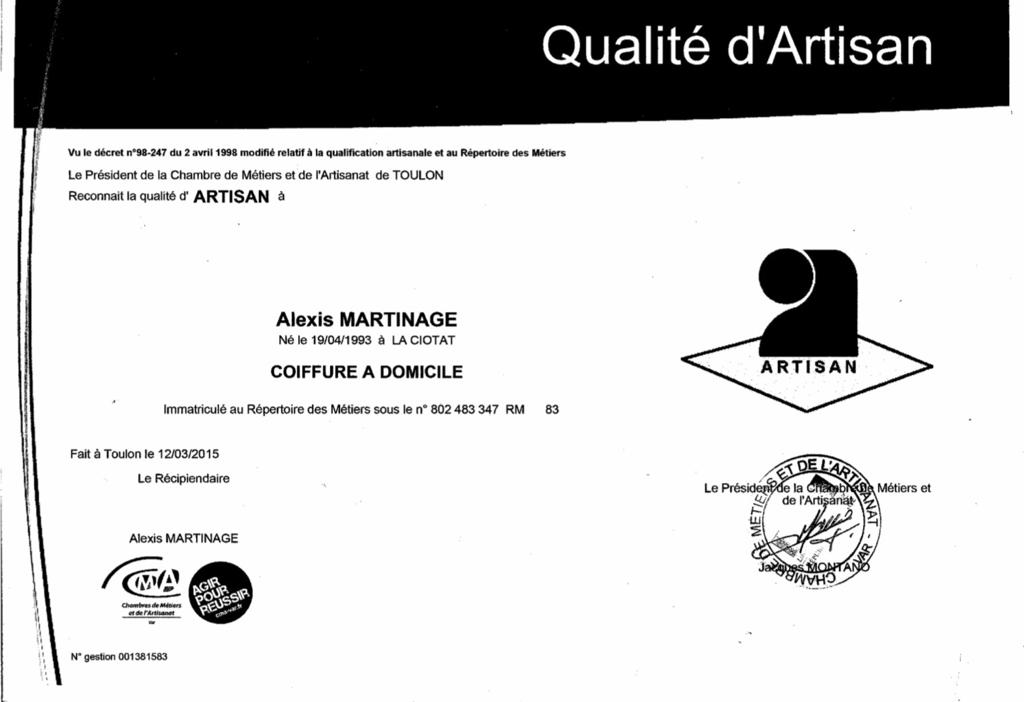 Qualité d'Artisan
Vu le décret n°98-247 du 2 avril 1998 modifié relatif à la qualification artisanale et au Répertoire des Métiers
Le Président de la Chambre de Métiers et de l'Artisanat de TOULON
Reconnait la qualité d' ARTISAN à
Alexis MARTINAGE
Né le 19/04/1993 à LA CIOTAT
COIFFURE A DOMICILE
Immatriculé au Répertoire des Métiers sous le n° 802 483 347 RM 83
ARTISAN
Fait à Toulon le 12/03/2015
Le Récipiendaire
Le Président de la Chambre de Métiers et
de l'Artisanat
CHAMBRE DE METIERS ET DE L'ARTISANAT - VAR -
Jacques MONTANO
Alexis MARTINAGE
CMA
Chambres de Métiers
et de l'Artisanat
Var
AGIR
POUR
REUSSIR
cma-var.fr
N° gestion 001381583